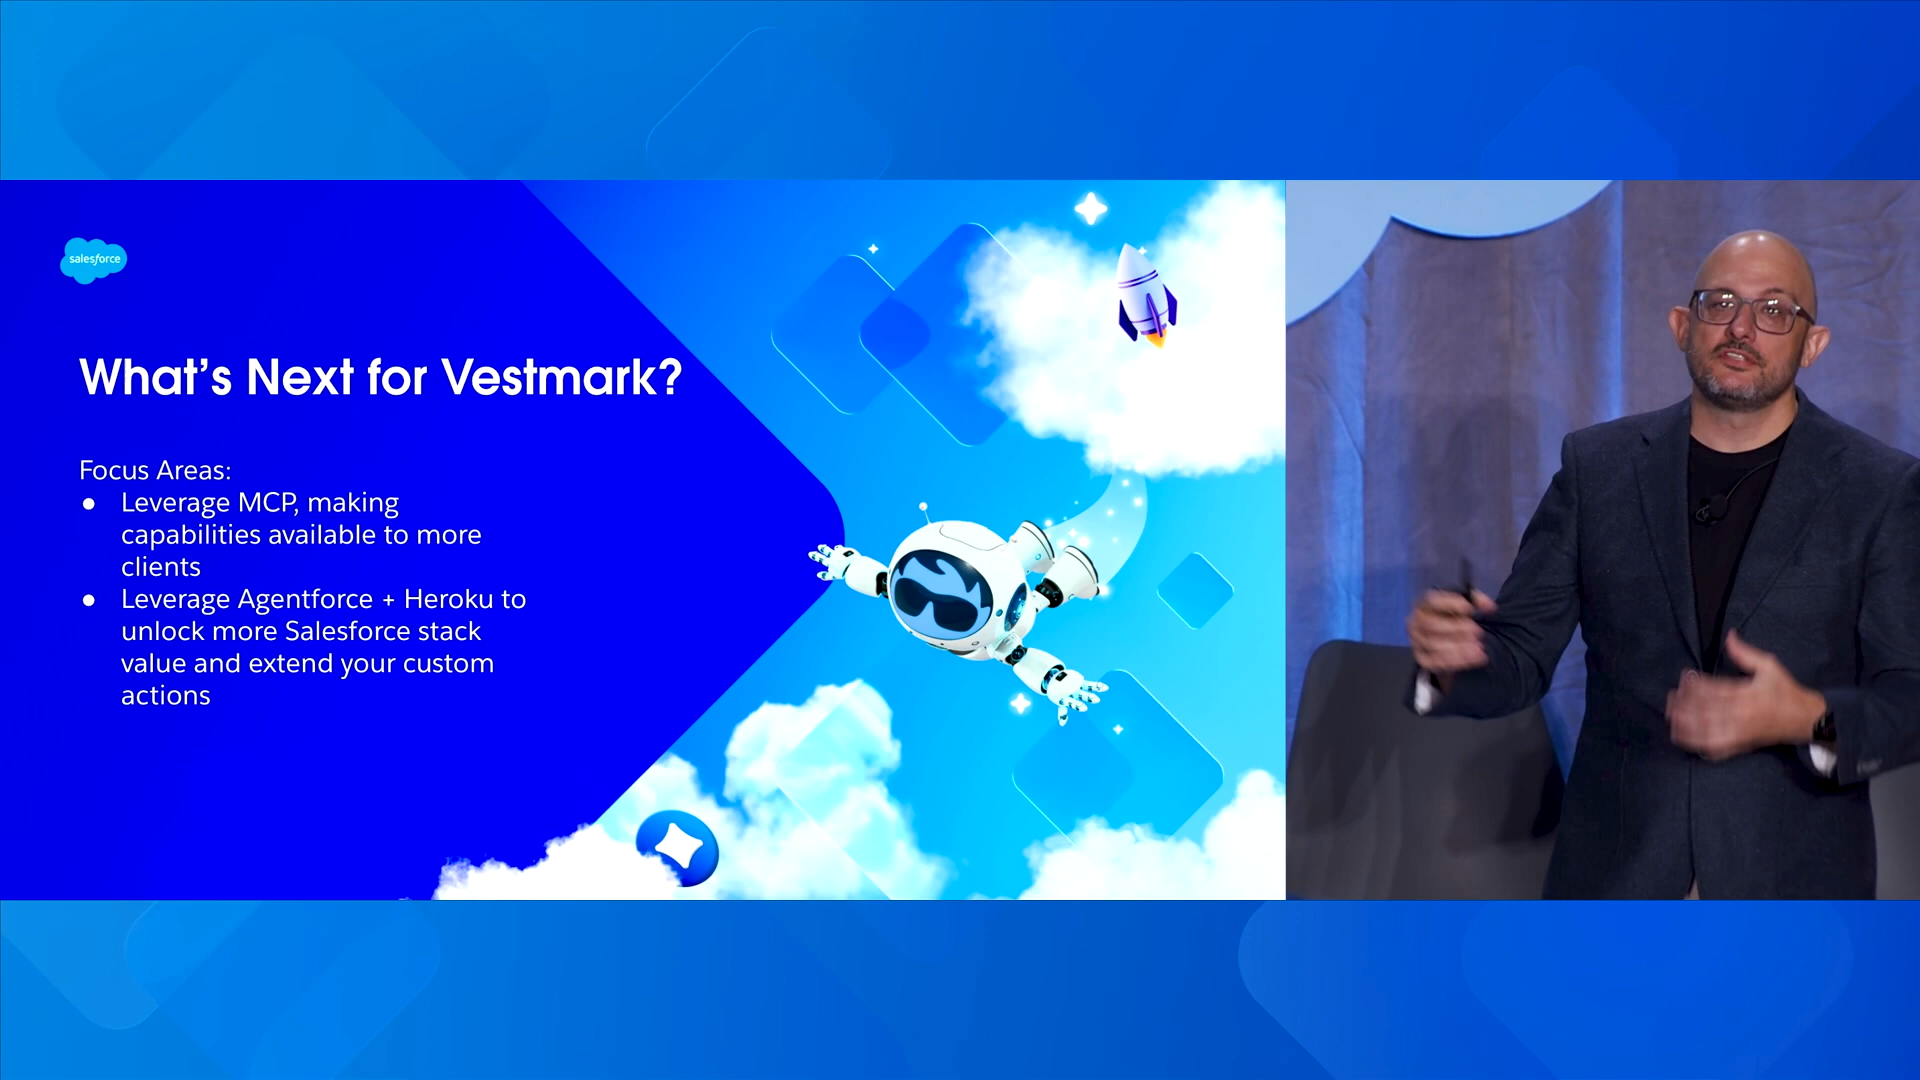 salesforce
What's Next for Vestmark?
Focus Areas:
● Leverage MCP, making
capabilities available to more
clients
● Leverage Agentforce + Heroku to
unlock more Salesforce stack
value and extend your custom
actions